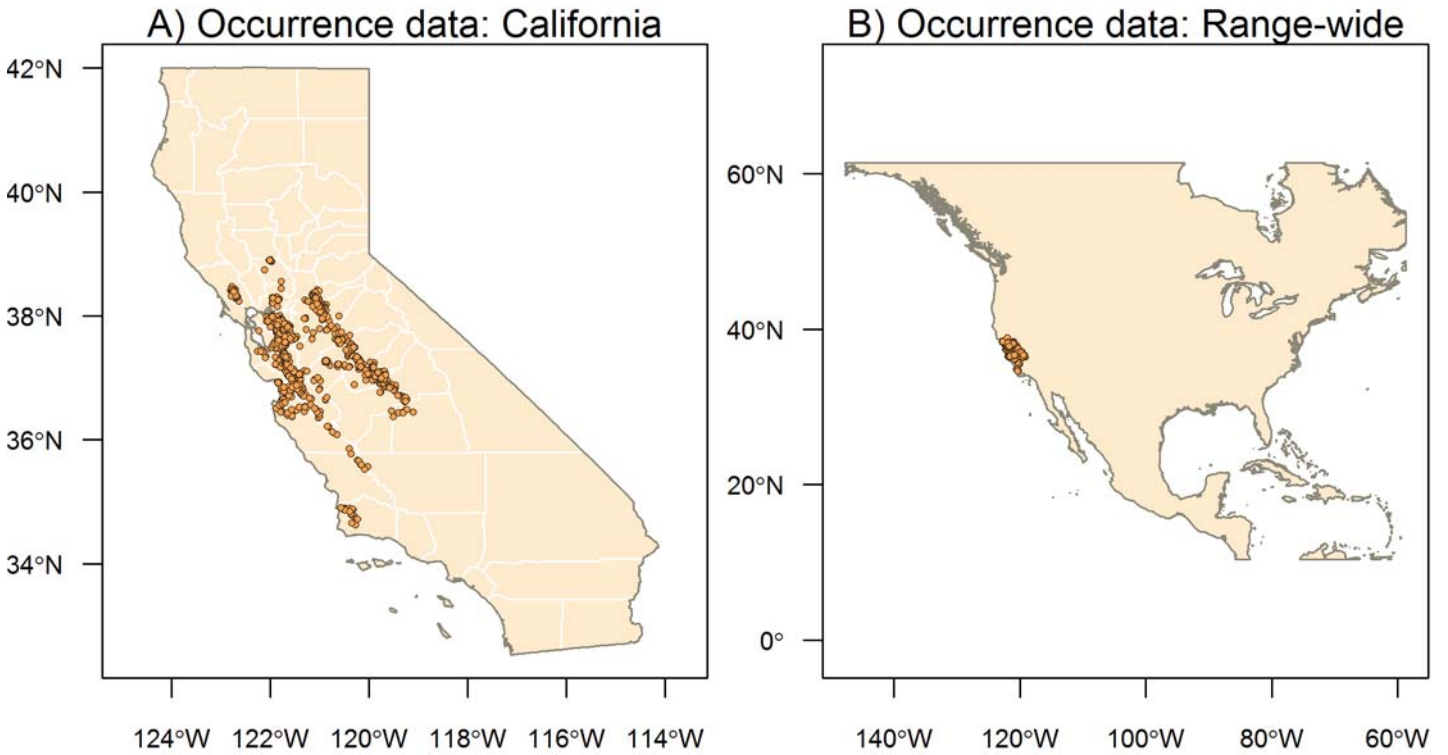 A) Occurrence data: California
42°N
40°N
38°N
36°N
34°N
124°W 122°W 120°W 118°W 116°W 114°W
B) Occurrence data: Range-wide
60°N
40°N
20°N
0°
140°W 120°W 100°W 80°W 60°W